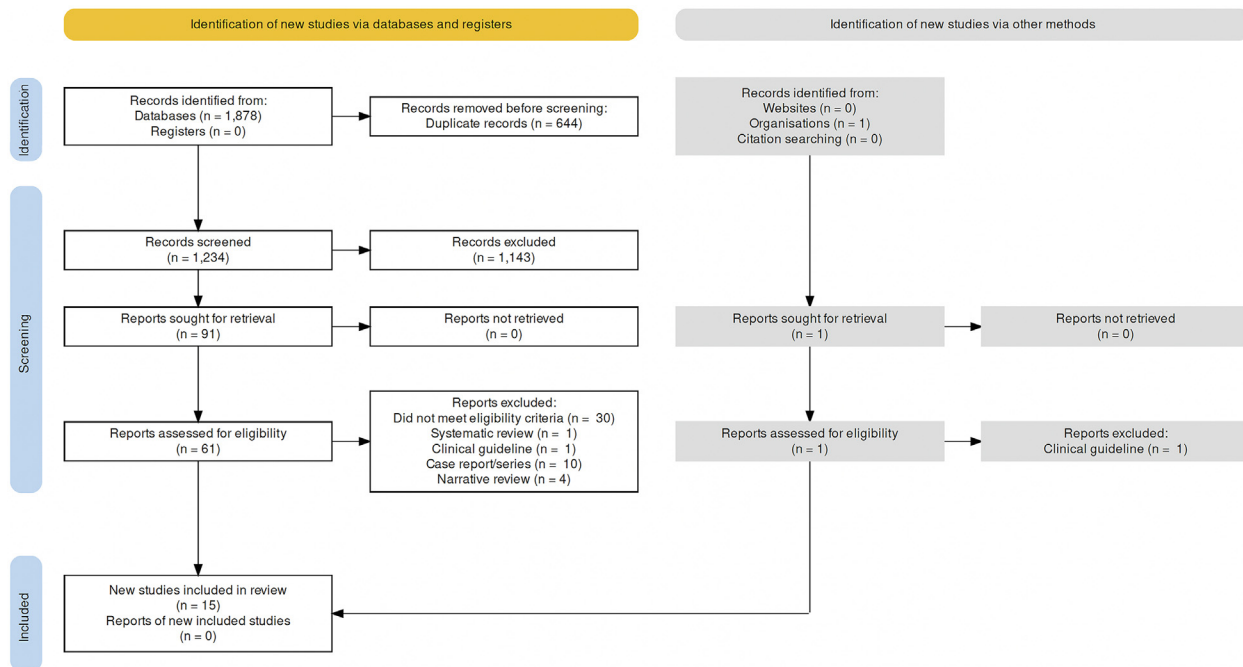 Identification of new studies via databases and registers
Identification of new studies via other methods
Identification
Records identified from:
Databases (n = 1,878)
Registers (n = 0)
Records removed before screening:
Duplicate records (n = 644)
Records identified from:
Websites (n = 0)
Organisations (n = 1)
Citation searching (n = 0)
Screening
Records screened
(n = 1,234)
Records excluded
(n = 1,143)
Reports sought for retrieval
(n = 91)
Reports not retrieved
(n = 0)
Reports sought for retrieval
(n = 1)
Reports not retrieved
(n = 0)
Reports assessed for eligibility
(n = 61)
Reports excluded:
Did not meet eligibility criteria (n = 30)
Systematic review (n = 1)
Clinical guideline (n = 1)
Case report/series (n = 10)
Narrative review (n = 4)
Reports assessed for eligibility
(n = 1)
Reports excluded:
Clinical guideline (n = 1)
Included
New studies included in review
(n = 15)
Reports of new included studies
(n = 0)